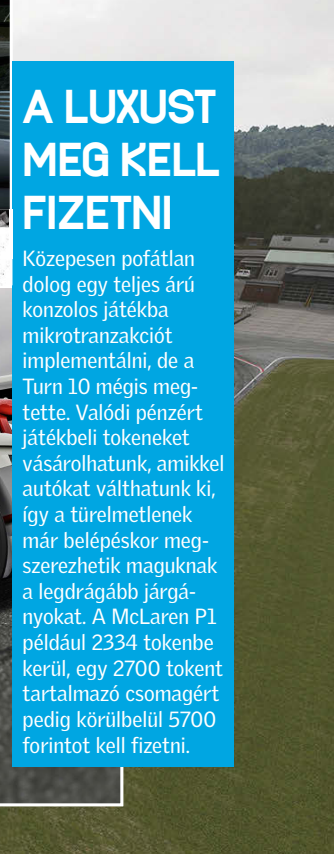 A LUXUST
MEG KELL
FIZETNI
Közepesen pofátlan
dolog egy teljes árú
konzolos játékba
mikrotranzakciót
implementálni, de a
Turn 10 mégis meg-
tette. Valódi pénzért
játékbeli tokeneket
vásárolhatunk, amikkel
autókat válthatunk ki,
így a türelmetlenek
már belépéskor meg-
szerezhetik maguknak
a legdrágább járgá-
nyokat. A McLaren P1
például 2334 tokenbe
kerül, egy 2700 tokent
tartalmazó csomagért
pedig körülbelül 5700
forintot kell fizetni.